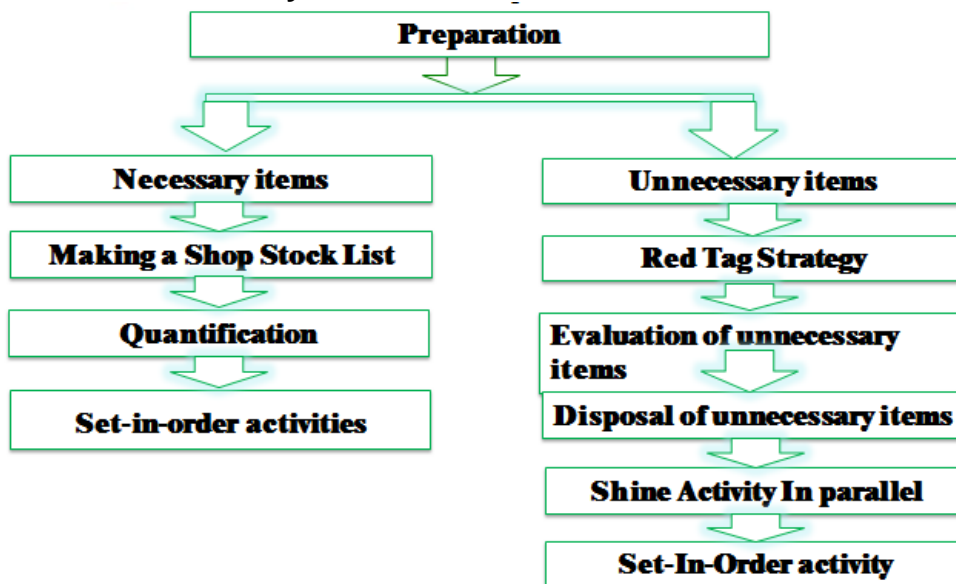 Preparation
Necessary items
Making a Shop Stock List
Quantification
Set-in-order activities
Unnecessary items
Red Tag Strategy
Evaluation of unnecessary
items
Disposal of unnecessary items
Shine Activity In parallel
Set-In-Order activity